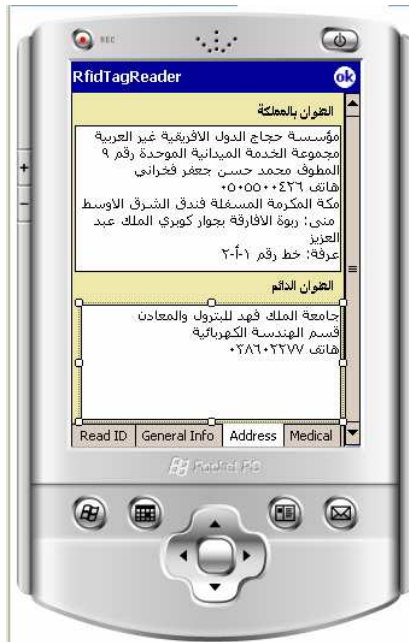 REC
RfidTagReader
ok
العنوان بالمملكة
مؤسسة حجاج الدول الافريقية غير العربية
مجموعة الخدمة الميدانية الموحدة رقم ٩
المطوف محمد حسن جعفر فخراني
هاتف ٠٥٠٥٥٠٠٤٢٦
مكة المكرمة المسفلة فندق الشرق الاوسط
منى: ربوة الافارقة بجوار كوبري الملك عبد
العزيز
عرفة: خط رقم ١-أ-٢
العنوان الدائم
جامعة الملك فهد للبترول والمعادن
قسم الهندسة الكهربائية
هاتف ٠٣٨٦٠٢٢٧٧
Read ID General Info Address Medical
Pocket PC